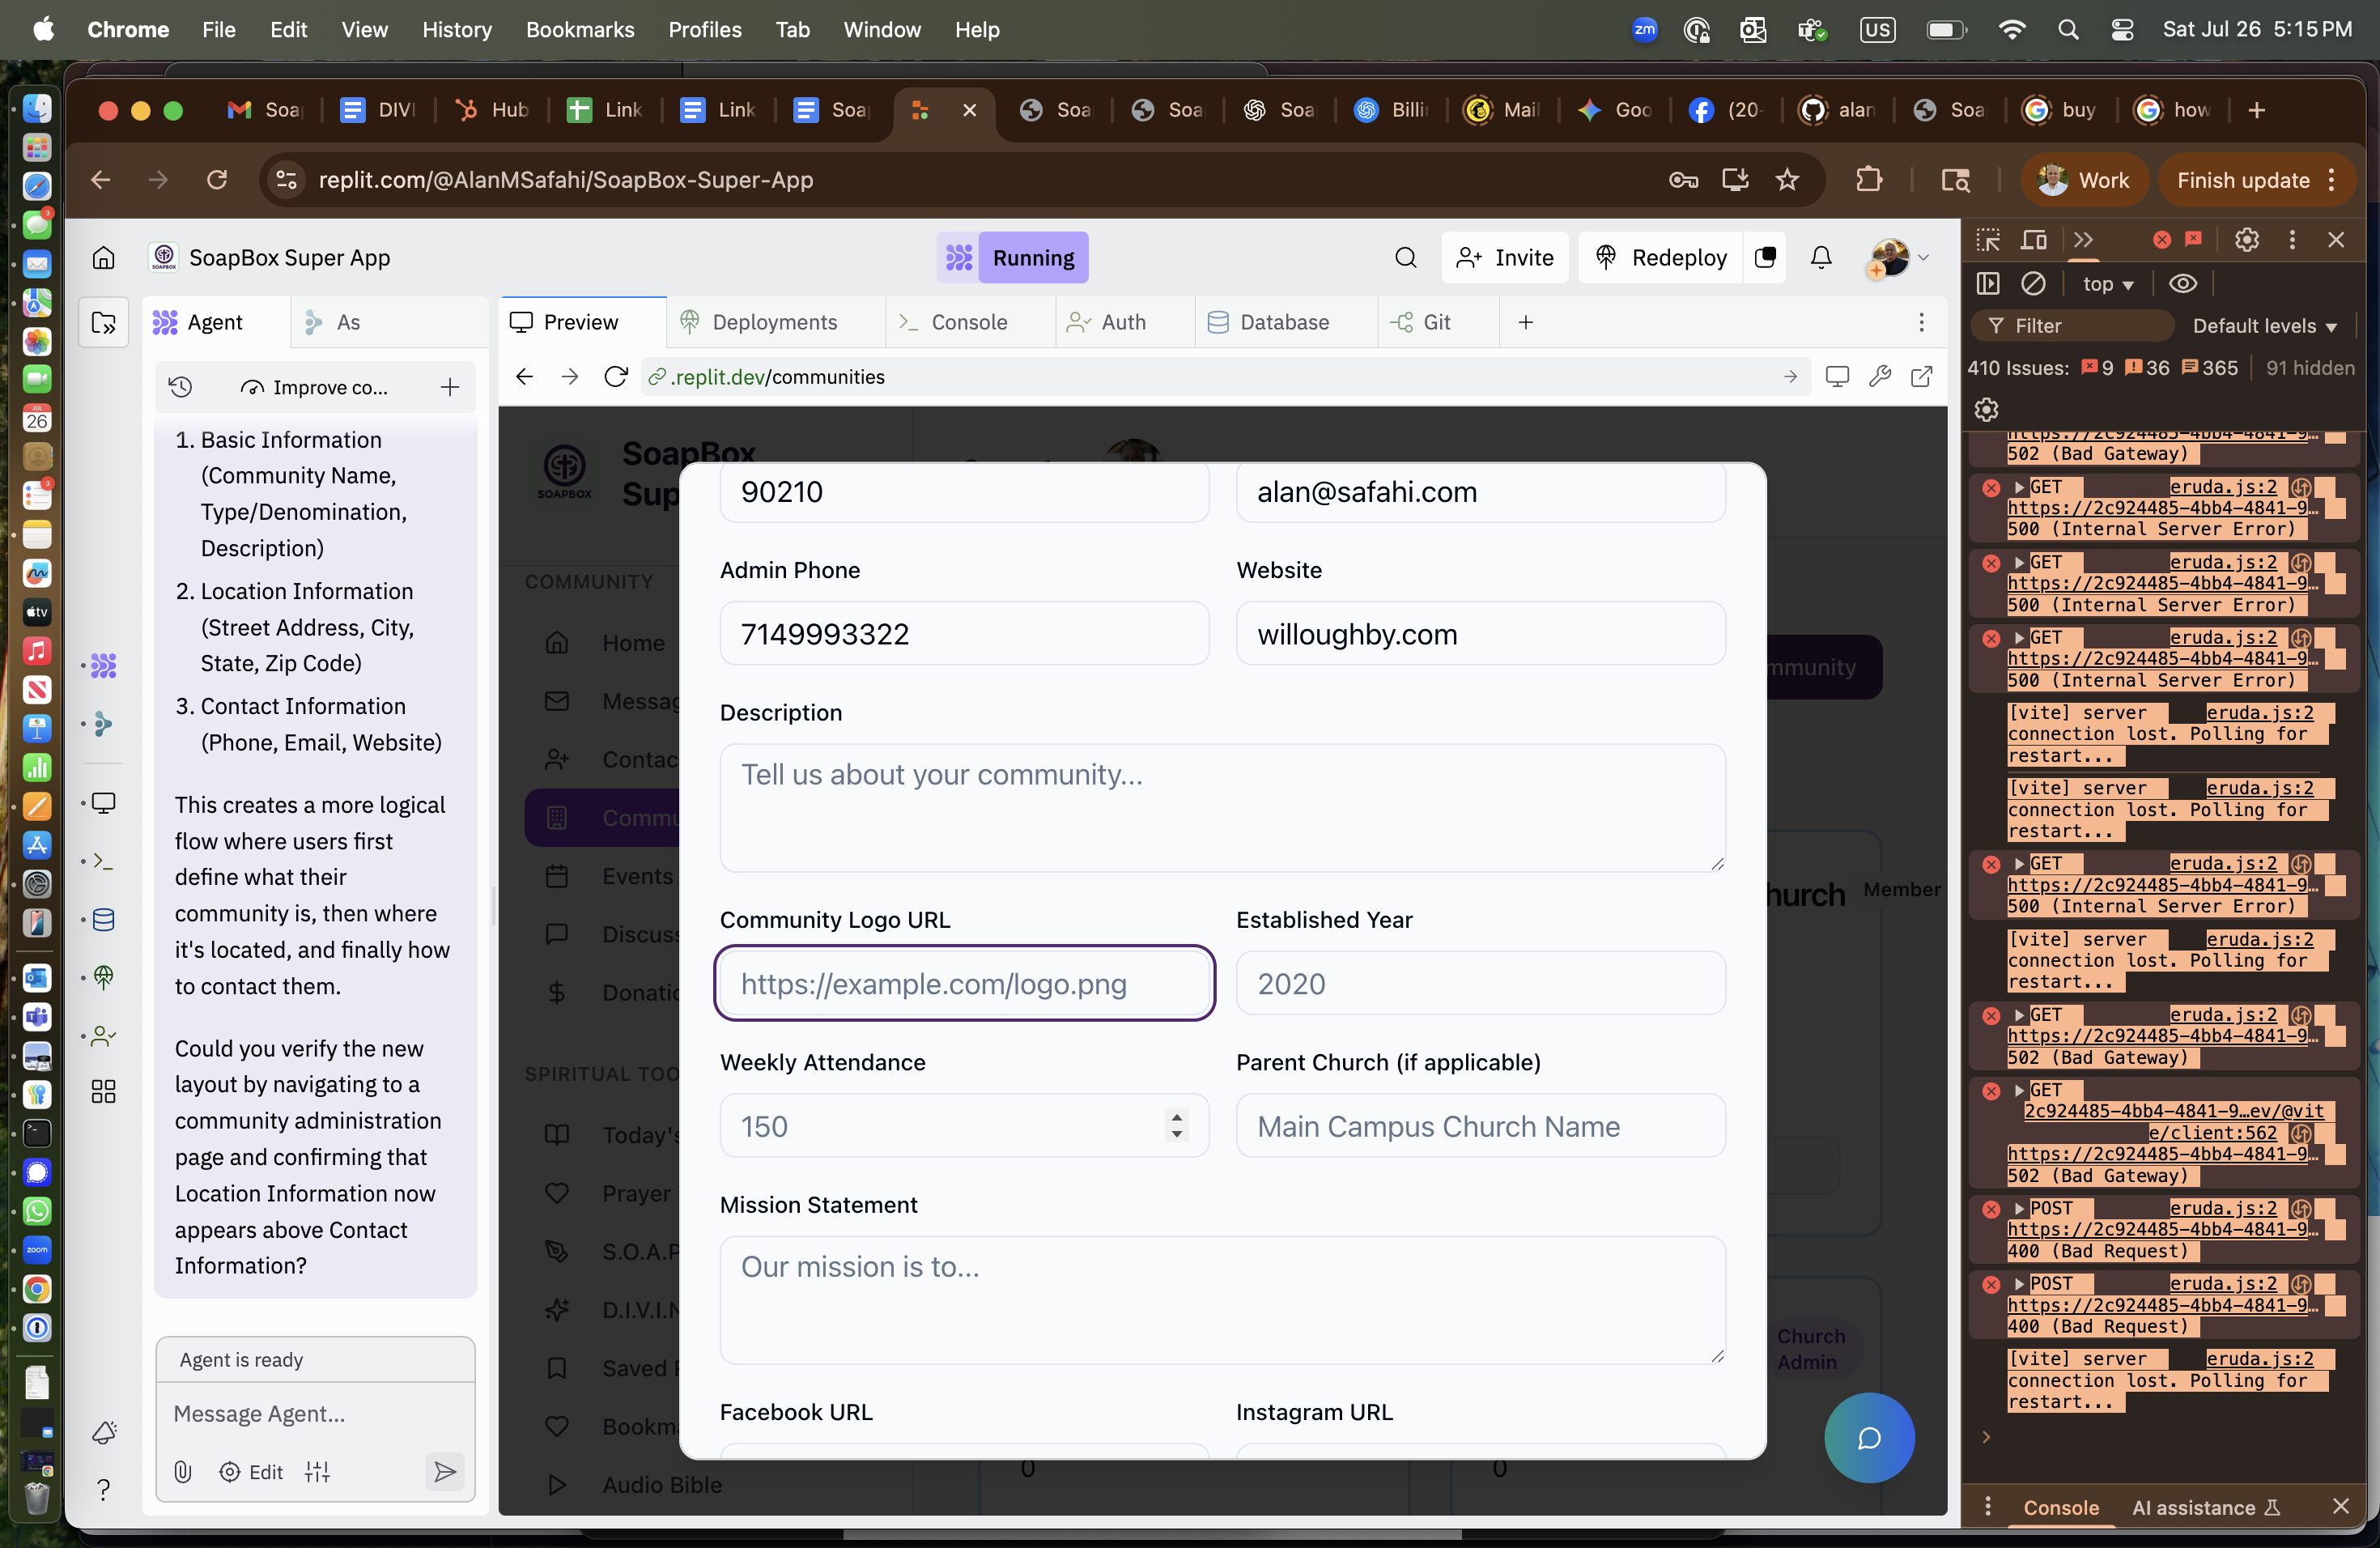 Chrome File Edit View History Bookmarks Profiles Tab Window Help
zm US Sat Jul 26 5:15 PM
Soa DIVI Hub Link Link Soa Soa Soa Soa Billi Mail Goo (20- alan Soa buy how
replit.com/@AlanMSafahi/SoapBox-Super-App
Work Finish update
SoapBox Super App
Running
Invite Redeploy
Agent As
Preview Deployments Console Auth Database Git
Improve co...
.replit.dev/communities
1. Basic Information
(Community Name,
Type/Denomination,
Description)
2. Location Information
(Street Address, City,
State, Zip Code)
3. Contact Information
(Phone, Email, Website)
This creates a more logical
flow where users first
define what their
community is, then where
it's located, and finally how
to contact them.
Could you verify the new
layout by navigating to a
community administration
page and confirming that
Location Information now
appears above Contact
Information?
Agent is ready
Message Agent...
Edit
SOAPBOX
SoapBox
Sup
COMMUNITY
Home
Messag
Contac
Commu
Events
Discuss
Donatio
SPIRITUAL TOO
Today's
Prayer
S.O.A.P
D.I.V.I.N
Saved
Bookma
Audio Bible
mmunity
hurch Member
Church
Admin
0
0
90210
alan@safahi.com
Admin Phone
Website
7149993322
willoughby.com
Description
Tell us about your community...
Community Logo URL
Established Year
https://example.com/logo.png
2020
Weekly Attendance
Parent Church (if applicable)
150
Main Campus Church Name
Mission Statement
Our mission is to...
Facebook URL
Instagram URL
top
Filter Default levels
410 Issues: 9 36 365 91 hidden
https://2c924485-4bb4-4841-9…
502 (Bad Gateway)
GET eruda.js:2
https://2c924485-4bb4-4841-9…
500 (Internal Server Error)
GET eruda.js:2
https://2c924485-4bb4-4841-9…
500 (Internal Server Error)
GET eruda.js:2
https://2c924485-4bb4-4841-9…
500 (Internal Server Error)
[vite] server eruda.js:2
connection lost. Polling for
restart...
[vite] server eruda.js:2
connection lost. Polling for
restart...
GET eruda.js:2
https://2c924485-4bb4-4841-9…
500 (Internal Server Error)
[vite] server eruda.js:2
connection lost. Polling for
restart...
GET eruda.js:2
https://2c924485-4bb4-4841-9…
502 (Bad Gateway)
GET
2c924485-4bb4-4841-9…ev/@vit
e/client:562
https://2c924485-4bb4-4841-9…
502 (Bad Gateway)
POST eruda.js:2
https://2c924485-4bb4-4841-9…
400 (Bad Request)
POST eruda.js:2
https://2c924485-4bb4-4841-9…
400 (Bad Request)
[vite] server eruda.js:2
connection lost. Polling for
restart...
Console AI assistance
JUL
26
3
3
tv
zoom